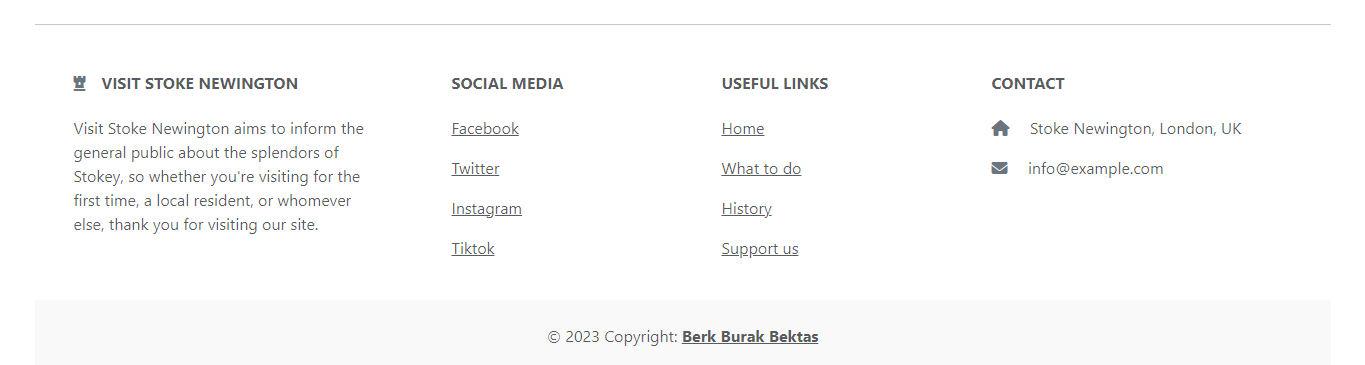 VISIT STOKE NEWINGTON
Visit Stoke Newington aims to inform the
general public about the splendors of
Stokey, so whether you're visiting for the
first time, a local resident, or whomever
else, thank you for visiting our site.
SOCIAL MEDIA
Facebook
Twitter
Instagram
Tiktok
USEFUL LINKS
Home
What to do
History
Support us
CONTACT
Stoke Newington, London, UK
info@example.com
© 2023 Copyright: Berk Burak Bektas